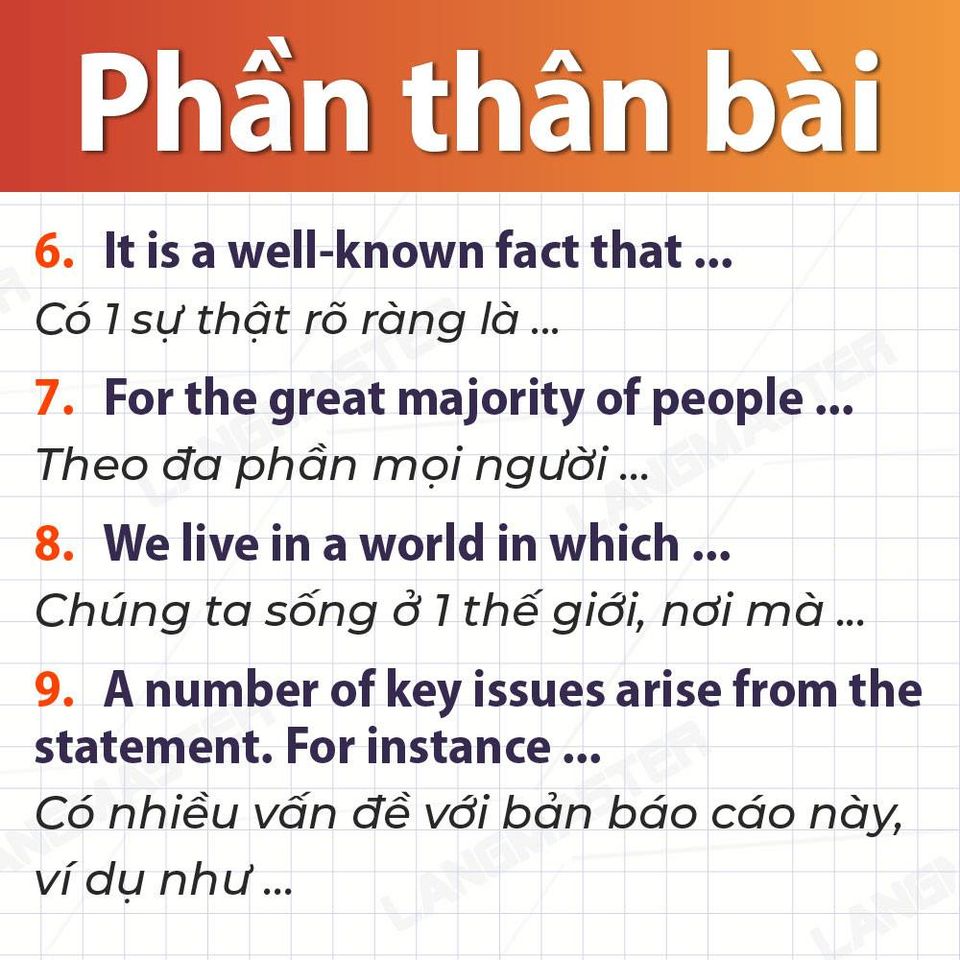 Phần thân bài
6. It is a well-known fact that ...
Có 1 sự thật rõ ràng là ...
7. For the great majority of people ...
Theo đa phần mọi người ...
8. We live in a world in which ...
Chúng ta sống ở 1 thế giới, nơi mà ...
9. A number of key issues arise from the
statement. For instance ...
Có nhiều vấn đề với bản báo cáo này,
ví dụ như ...
LANGMASTER
LANGMASTER
LANGMASTER